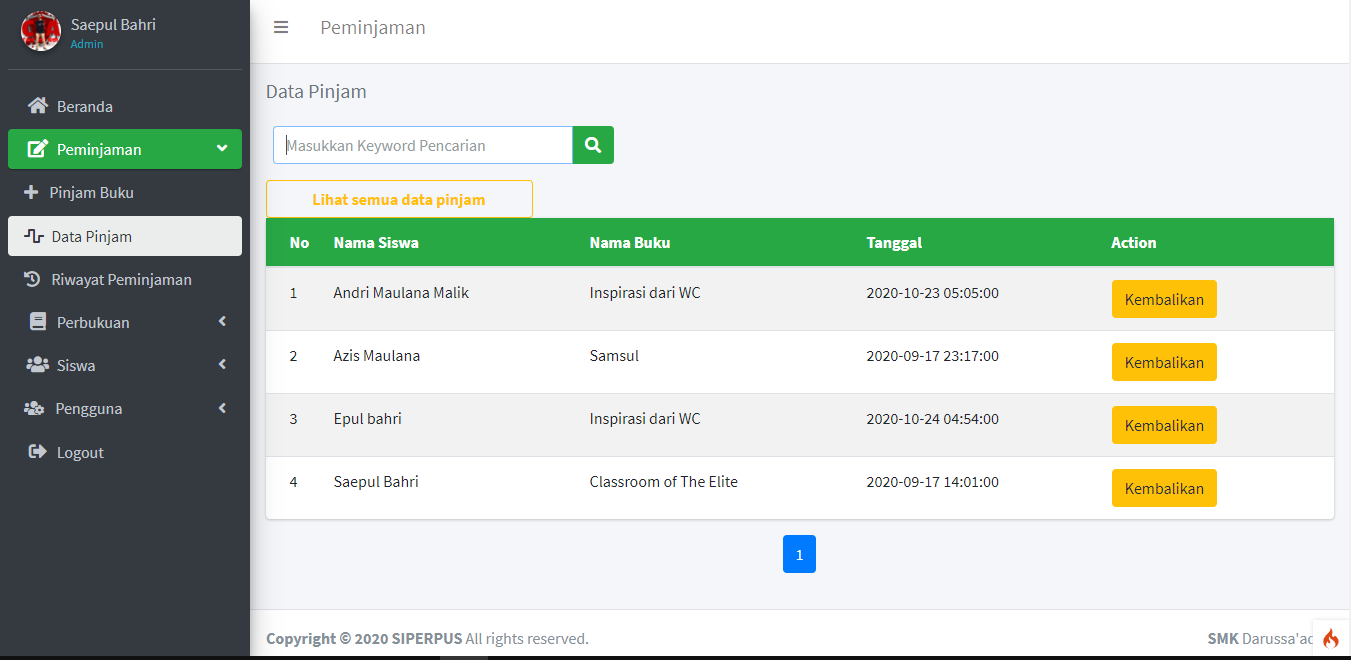 Saepul Bahri
Admin
Beranda
Peminjaman
Pinjam Buku
Data Pinjam
Riwayat Peminjaman
Perbukuan
Siswa
Pengguna
Logout
Peminjaman
Data Pinjam
Masukkan Keyword Pencarian
Lihat semua data pinjam
No Nama Siswa Nama Buku Tanggal Action
1 Andri Maulana Malik Inspirasi dari WC 2020-10-23 05:05:00 Kembalikan
2 Azis Maulana Samsul 2020-09-17 23:17:00 Kembalikan
3 Epul bahri Inspirasi dari WC 2020-10-24 04:54:00 Kembalikan
4 Saepul Bahri Classroom of The Elite 2020-09-17 14:01:00 Kembalikan
1
Copyright © 2020 SIPERPUS All rights reserved.
SMK